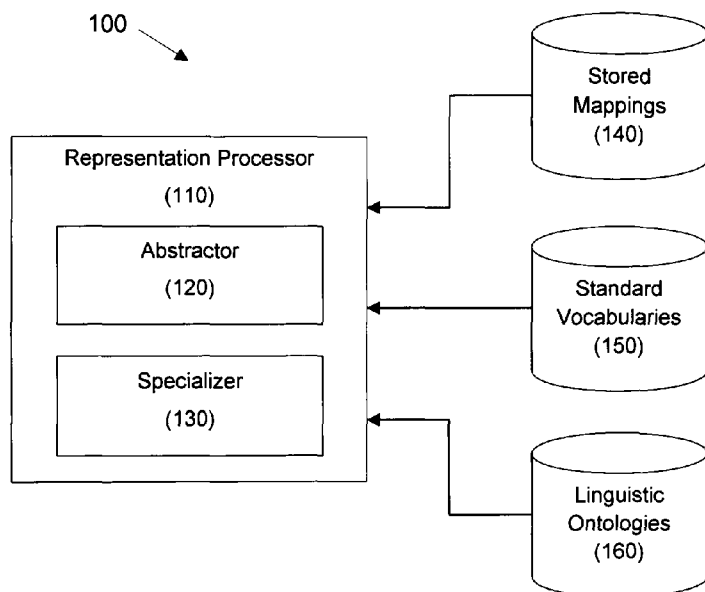 100
Representation Processor
(110)
Abstractor
(120)
Specializer
(130)
Stored
Mappings
(140)
Standard
Vocabularies
(150)
Linguistic
Ontologies
(160)